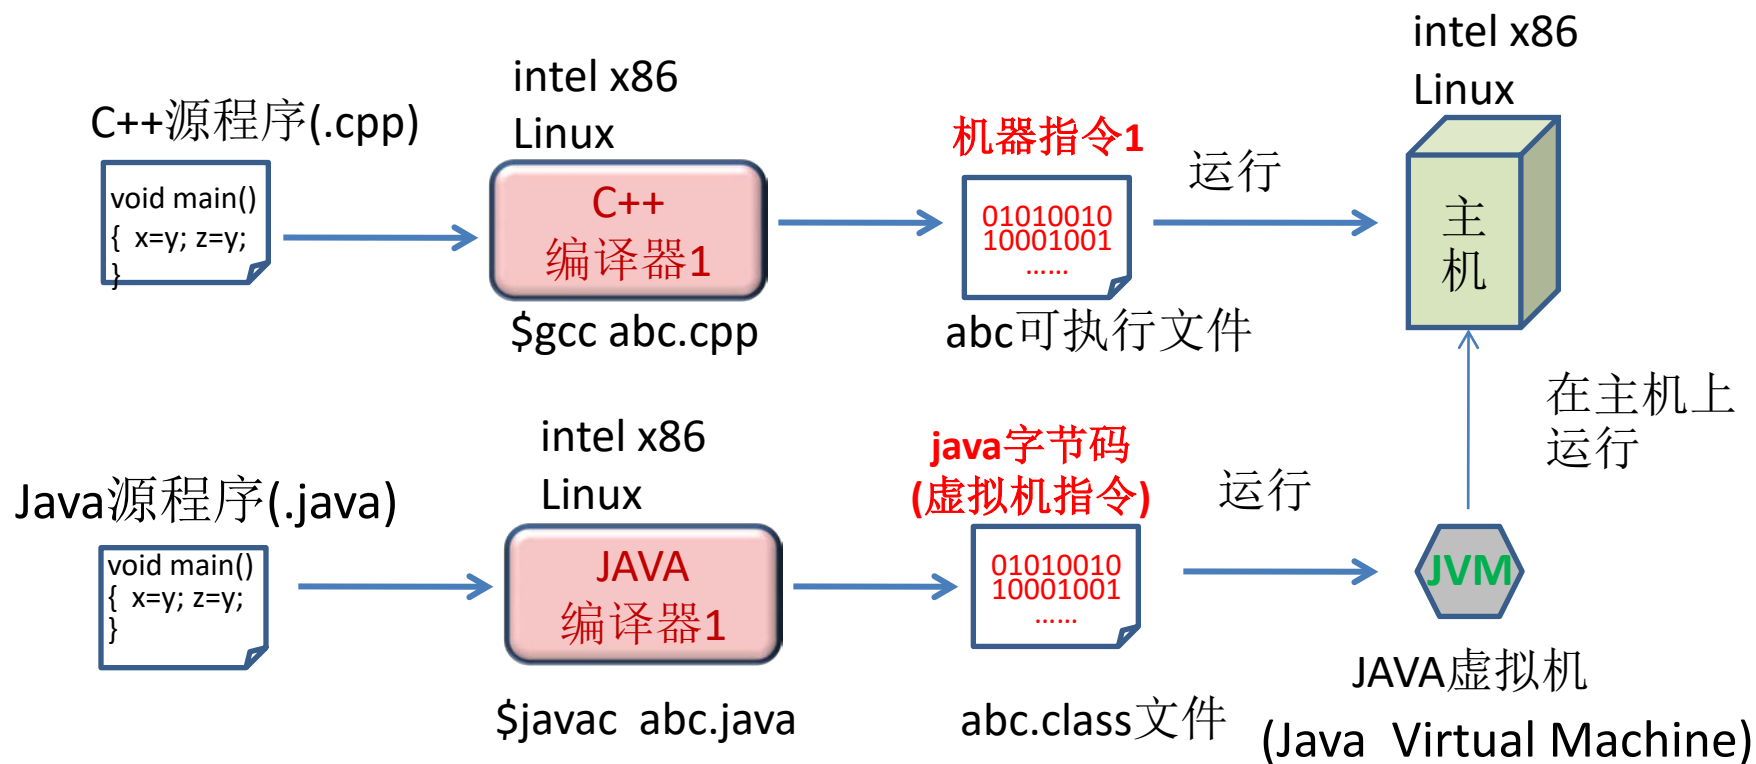 C++源程序(.cpp)
void main()
{ x=y; z=y;
}
intel x86
Linux
C++
编译器1
$gcc abc.cpp
机器指令1
01010010
10001001
......
abc可执行文件
运行
intel x86
Linux
主
机
在主机上
运行
Java源程序(.java)
void main()
{ x=y; z=y;
}
intel x86
Linux
JAVA
编译器1
$javac abc.java
java字节码
(虚拟机指令)
01010010
10001001
......
abc.class文件
运行
JVM
JAVA虚拟机
(Java Virtual Machine)